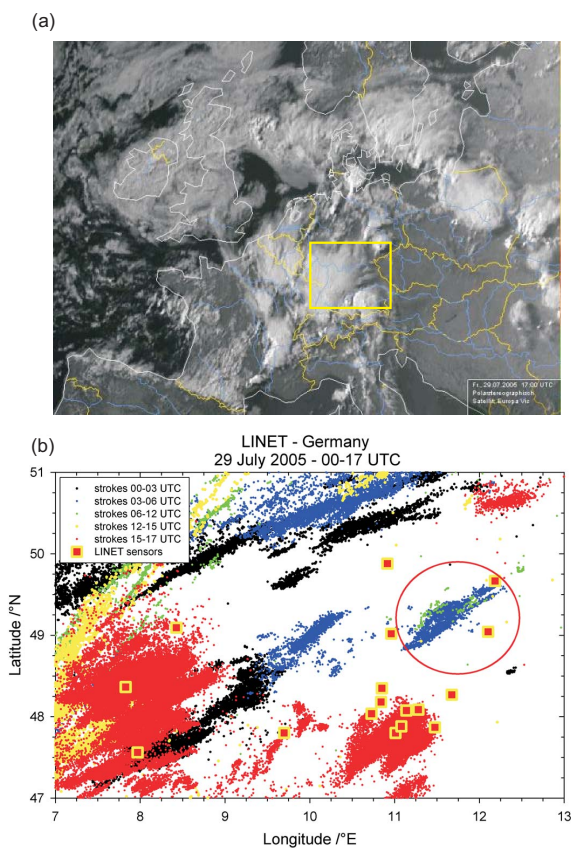 (a)
Fr., 29.07.2005 17:00 UTC
Polarstereographisch
Satellit: Europa Vis
(b)
LINET - Germany
29 July 2005 - 00-17 UTC
strokes 00-03 UTC
strokes 03-06 UTC
strokes 06-12 UTC
strokes 12-15 UTC
strokes 15-17 UTC
LINET sensors
Latitude /°N
51
50
49
48
47
7 8 9 10 11 12 13
Longitude /°E